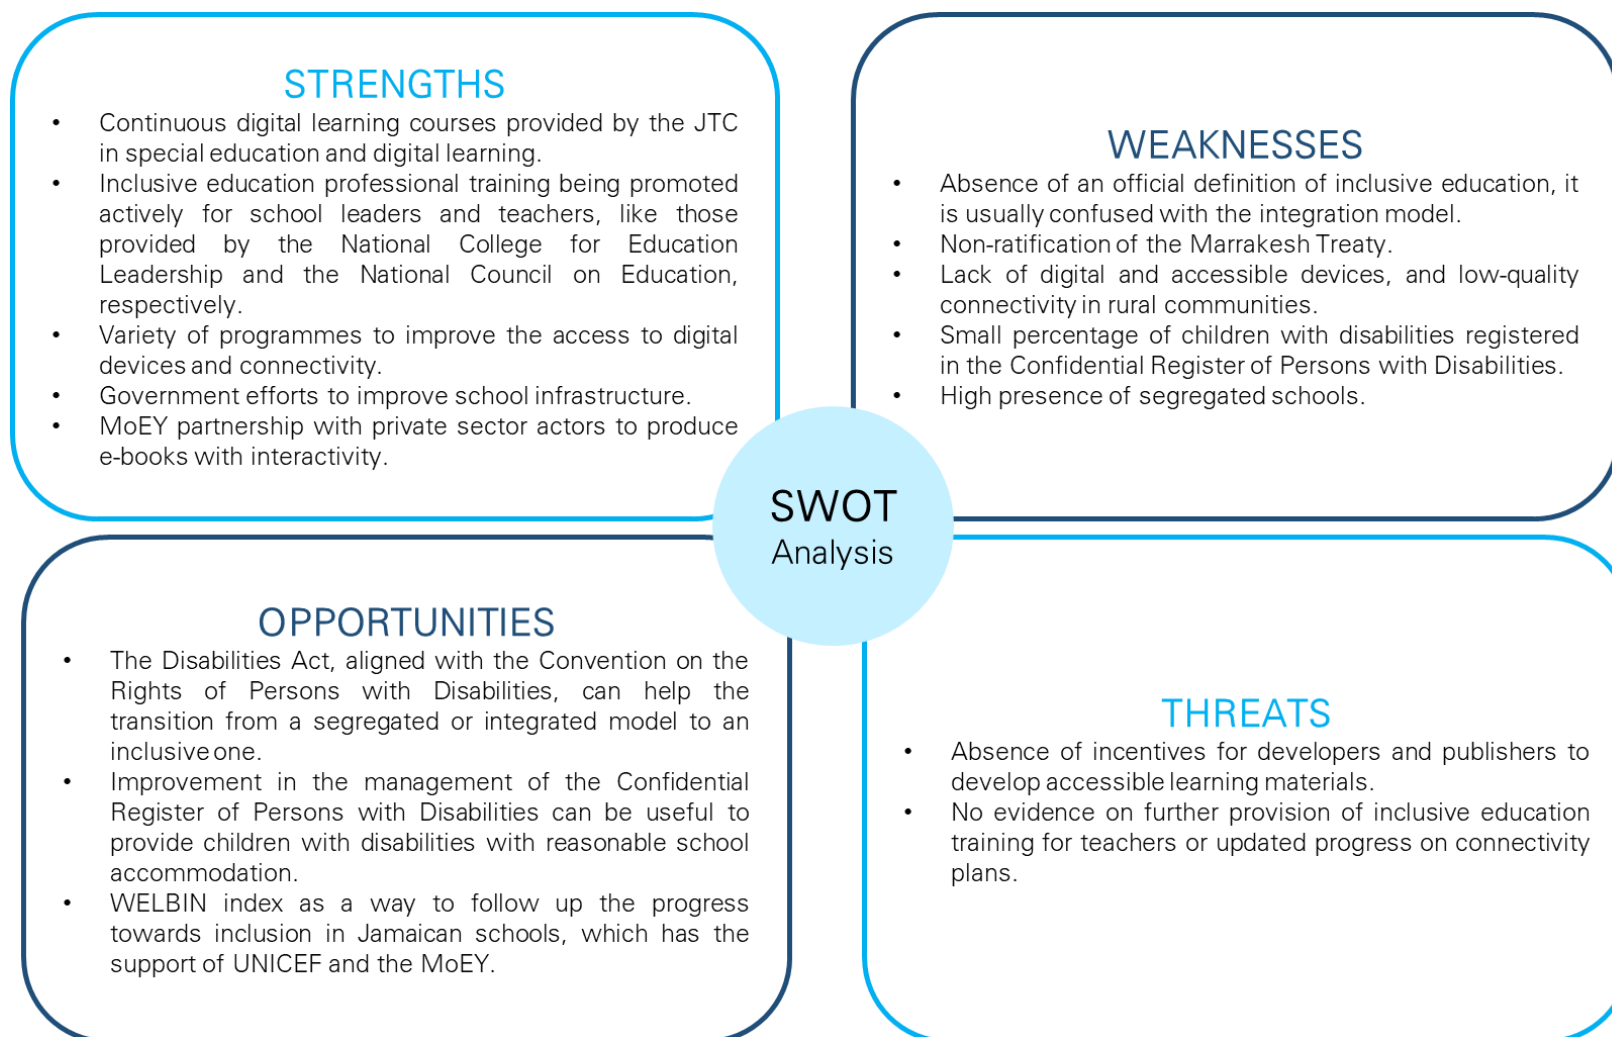 STRENGTHS
• Continuous digital learning courses provided by the JTC
in special education and digital learning.
• Inclusive education professional training being promoted
actively for school leaders and teachers, like those
provided by the National College for Education
Leadership and the National Council on Education,
respectively.
• Variety of programmes to improve the access to digital
devices and connectivity.
• Government efforts to improve school infrastructure.
• MoEY partnership with private sector actors to produce
e-books with interactivity.
WEAKNESSES
• Absence of an official definition of inclusive education, it
is usually confused with the integration model.
• Non-ratification of the Marrakesh Treaty.
• Lack of digital and accessible devices, and low-quality
connectivity in rural communities.
• Small percentage of children with disabilities registered
in the Confidential Register of Persons with Disabilities.
• High presence of segregated schools.
SWOT
Analysis
OPPORTUNITIES
• The Disabilities Act, aligned with the Convention on the
Rights of Persons with Disabilities, can help the
transition from a segregated or integrated model to an
inclusive one.
• Improvement in the management of the Confidential
Register of Persons with Disabilities can be useful to
provide children with disabilities with reasonable school
accommodation.
• WELBIN index as a way to follow up the progress
towards inclusion in Jamaican schools, which has the
support of UNICEF and the MoEY.
THREATS
• Absence of incentives for developers and publishers to
develop accessible learning materials.
• No evidence on further provision of inclusive education
training for teachers or updated progress on connectivity
plans.